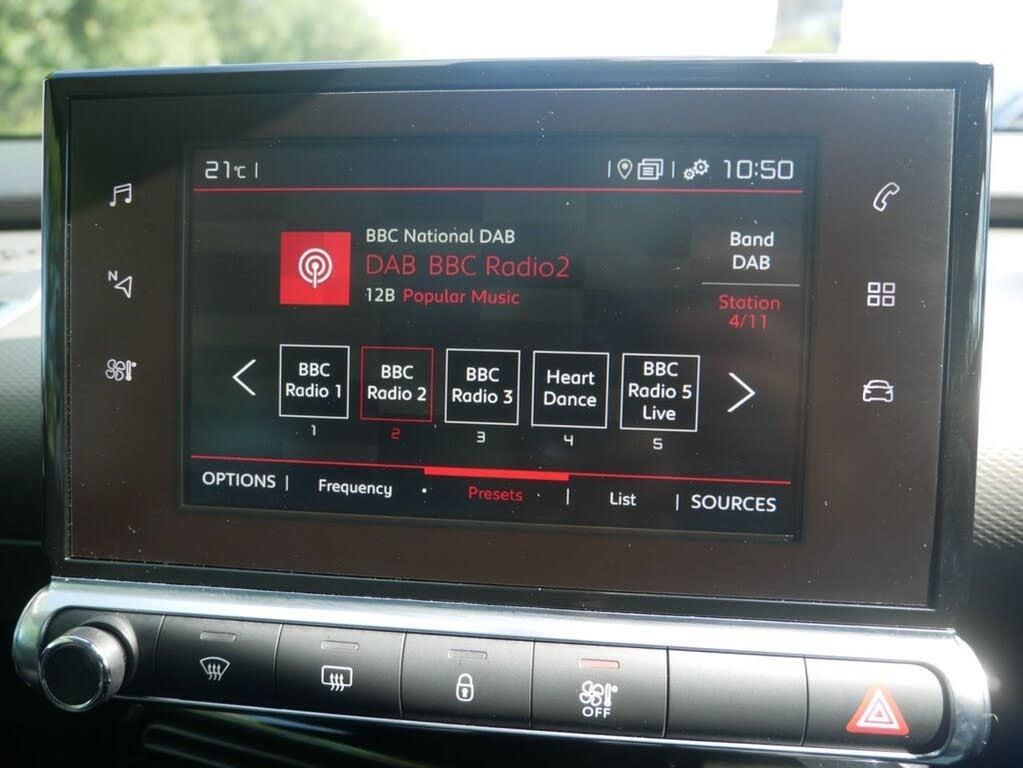 21°C
10:50
BBC National DAB
DAB BBC Radio2
12B Popular Music
Band
DAB
Station
4/11
BBC
Radio 1
1
BBC
Radio 2
2
BBC
Radio 3
3
Heart
Dance
4
BBC
Radio 5
Live
5
OPTIONS
Frequency
Presets
List
SOURCES
N
OFF